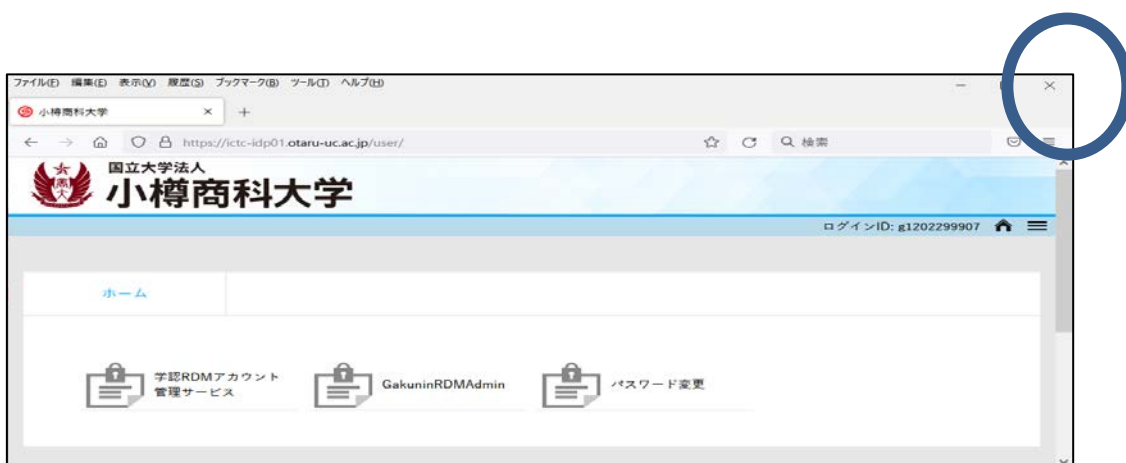 ファイル(F) 編集(E) 表示(V) 履歴(S) ブックマーク(B) ツール(T) ヘルプ(H)
小樽商科大学
https://ictc-idp01.otaru-uc.ac.jp/user/
検索
国立大学法人
小樽商科大学
ログインID: g1202299907
ホーム
学認RDMアカウント
管理サービス
GakuninRDMAdmin
パスワード変更